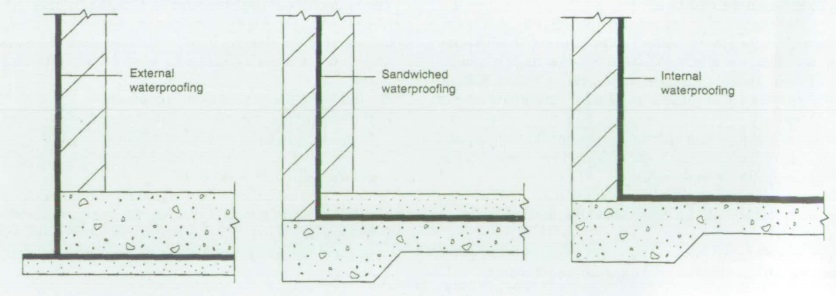 External
waterproofing
Sandwiched
waterproofing
Internal
waterproofing